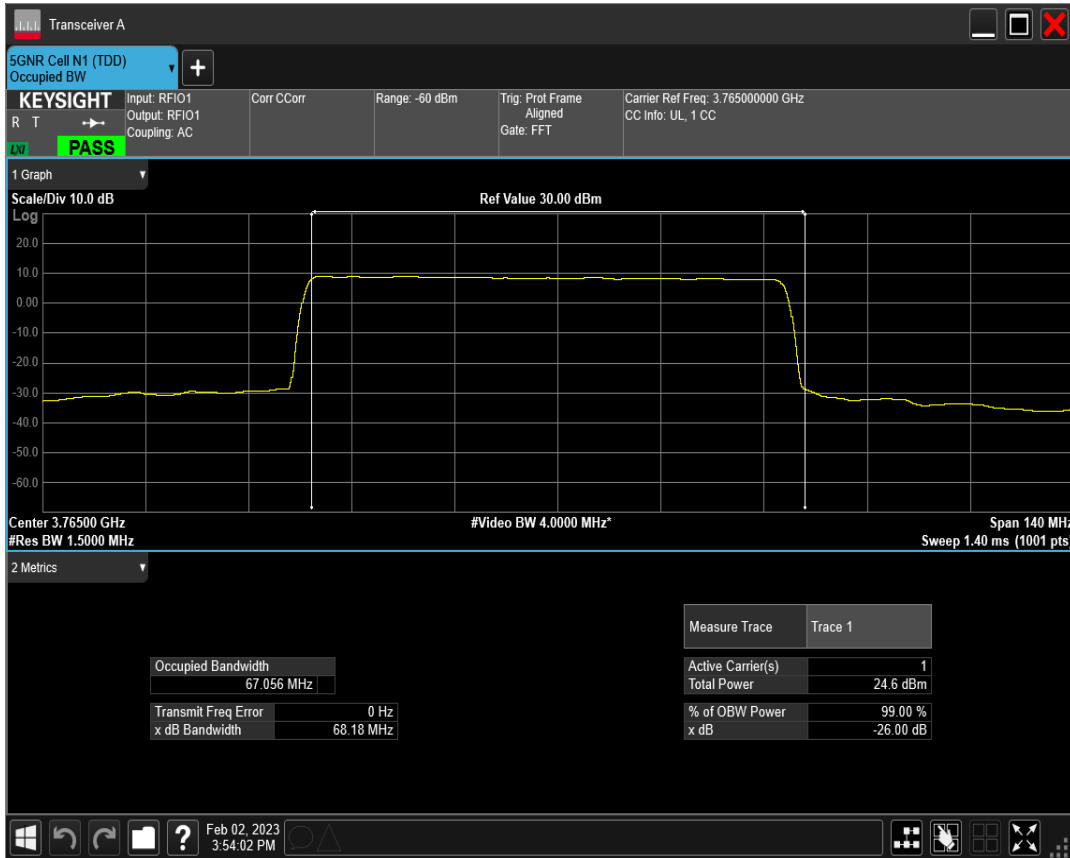 Transceiver A
5GNR Cell N1 (TDD)
Occupied BW
+
KEYSIGHT
R T
LXI
PASS
Input: RFIO1
Output: RFIO1
Coupling: AC
Corr CCorr
Range: -60 dBm
Trig: Prot Frame
Aligned
Gate: FFT
Carrier Ref Freq: 3.765000000 GHz
CC Info: UL, 1 CC
1 Graph
Scale/Div 10.0 dB
Ref Value 30.00 dBm
Log
20.0
10.0
0.00
-10.0
-20.0
-30.0
-40.0
-50.0
-60.0
Center 3.76500 GHz
#Video BW 4.0000 MHz*
Span 140 MHz
#Res BW 1.5000 MHz
Sweep 1.40 ms (1001 pts)
2 Metrics
Measure Trace Trace 1
Occupied Bandwidth
67.056 MHz
Transmit Freq Error 0 Hz
x dB Bandwidth 68.18 MHz
Active Carrier(s) 1
Total Power 24.6 dBm
% of OBW Power 99.00 %
x dB -26.00 dB
?
Feb 02, 2023
3:54:02 PM